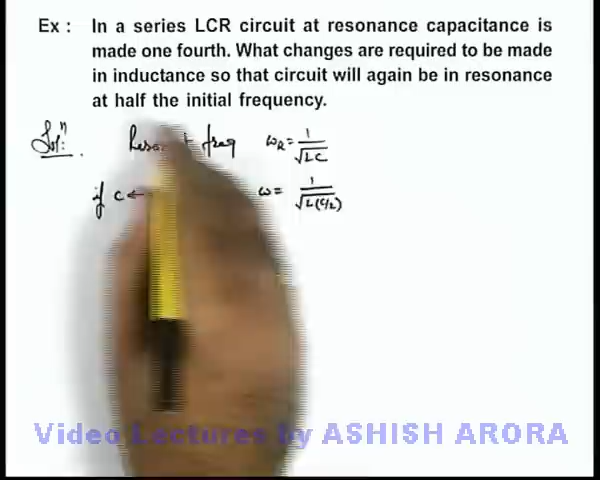 Ex : In a series LCR circuit at resonance capacitance is
made one fourth. What changes are required to be made
in inductance so that circuit will again be in resonance
at half the initial frequency.
Solⁿ: freq ω_R = 1/√LC
if C ← ω = 1/√L(C/2)
Video Lectures by ASHISH ARORA